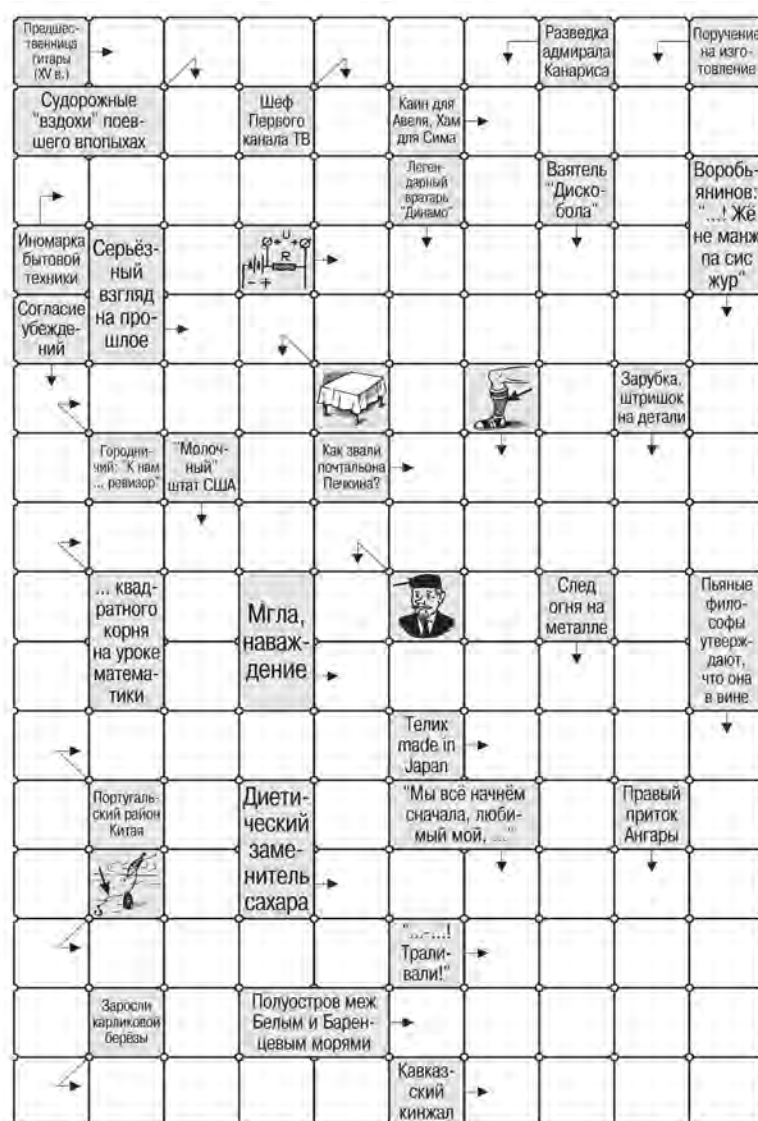 Предшес-
твенница
гитары
(XV в.)
Разведка
адмирала
Канариса
Поручение
на изго-
товление
Судорожные
"вздохи" поев-
шего впопыхах
Шеф
Первого
канала ТВ
Каин для
Авеля, Хам
для Сима
Леген-
дарный
вратарь
"Динамо"
Ваятель
"Диско-
бола"
Воробь-
янинов:
"...! Жё
не манж
па сис
жур"
Иномарка
бытовой
техники
Серьёз-
ный
взгляд
на про-
шлое
U
R
- +
Согласие
убежде-
ний
Зарубка,
штришок
на детали
Городни-
чий: "К нам
... ревизор"
"Молоч-
ный"
штат США
Как звали
почтальона
Печкина?
... квад-
ратного
корня
на уроке
матема-
тики
Мгла,
наваж-
дение
След
огня на
металле
Пьяные
фило-
софы
утверж-
дают,
что она
в вине
Телик
made in
Japan
Португаль-
ский район
Китая
Диети-
ческий
заме-
нитель
сахара
"Мы всё начнём
сначала, люби-
мый мой, ..."
Правый
приток
Ангары
"...-...!
Трали-
вали!"
Заросли
карликовой
берёзы
Полуостров меж
Белым и Барен-
цевым морями
Кавказ-
ский
кинжал